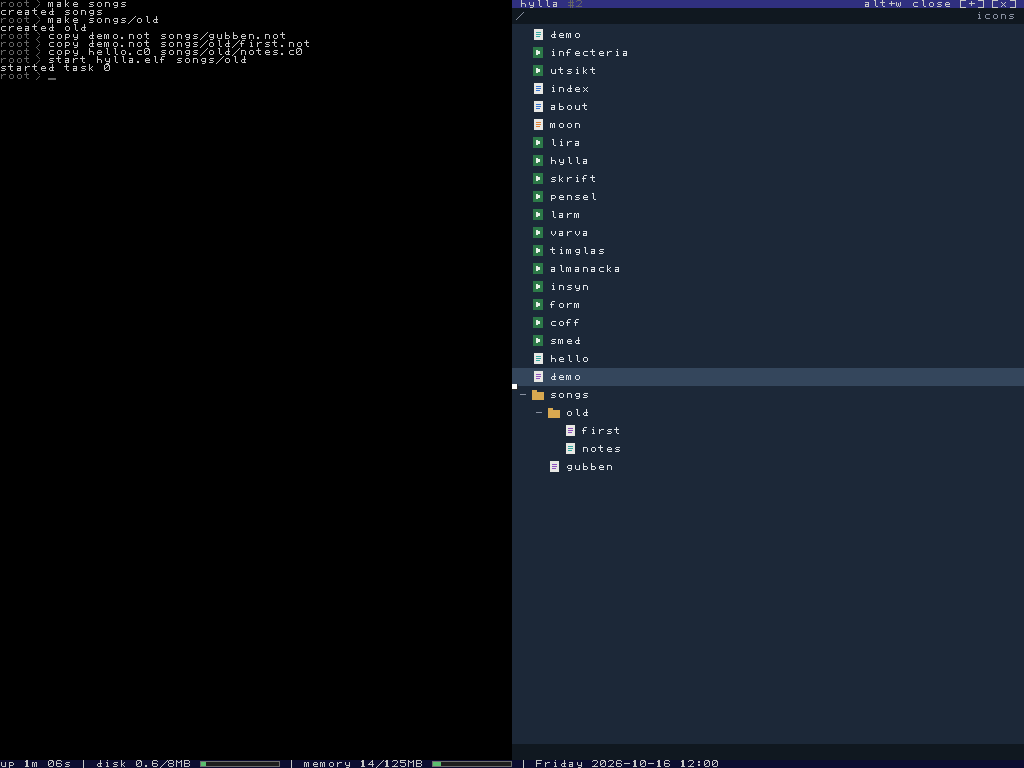 root > make songs
created songs
root > make songs/old
created old
root > copy demo.not songs/gubben.not
root > copy demo.not songs/old/first.not
root > copy hello.c0 songs/old/notes.c0
root > start hylla.elf songs/old
started task 0
root > _
hylla #2 alt+w close [+] [x]
/ icons
demo
infecteria
utsikt
index
about
moon
lira
hylla
skrift
pensel
larm
varva
timglas
almanacka
insyn
form
coff
smed
hello
demo
- songs
- old
first
notes
gubben
up 1m 06s | disk 0.6/8MB | memory 14/125MB | Friday 2026-10-16 12:00